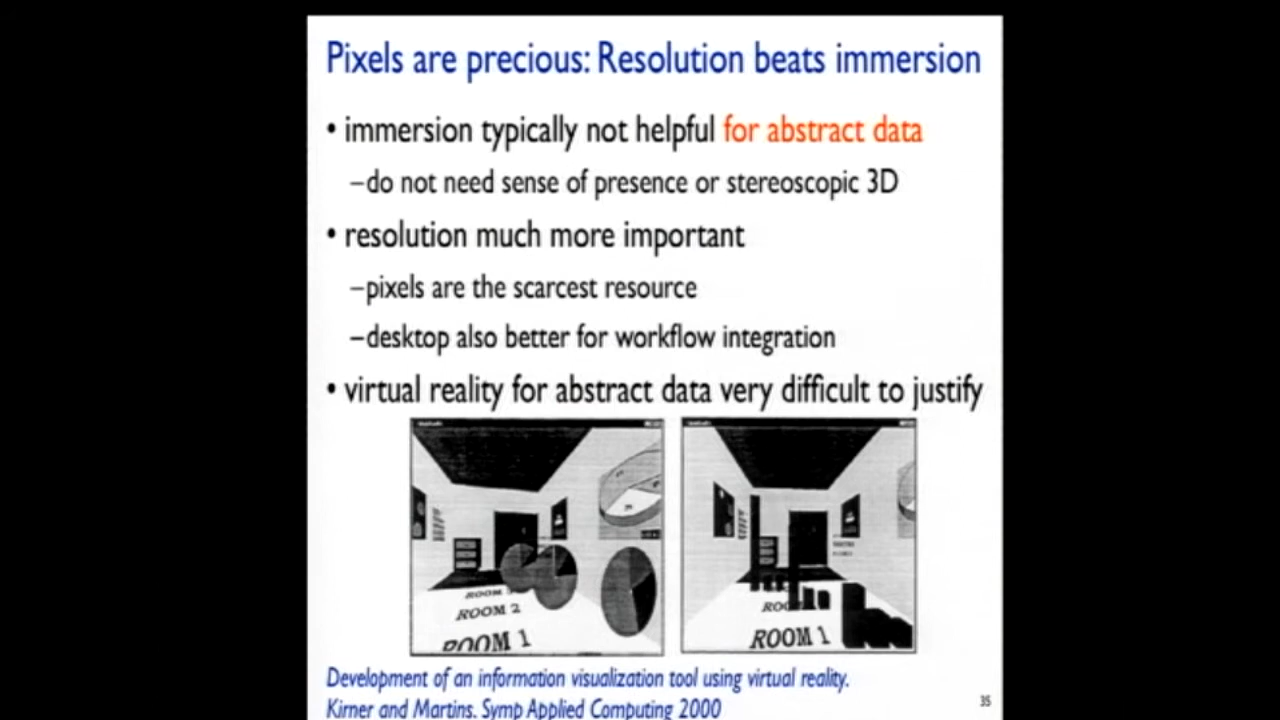 Pixels are precious: Resolution beats immersion
• immersion typically not helpful for abstract data
–do not need sense of presence or stereoscopic 3D
• resolution much more important
–pixels are the scarcest resource
–desktop also better for workflow integration
• virtual reality for abstract data very difficult to justify
ROOM
ROOM 2
ROOM 1
ROOM 1
Development of an information visualization tool using virtual reality.
Kirner and Martins. Symp Applied Computing 2000
35